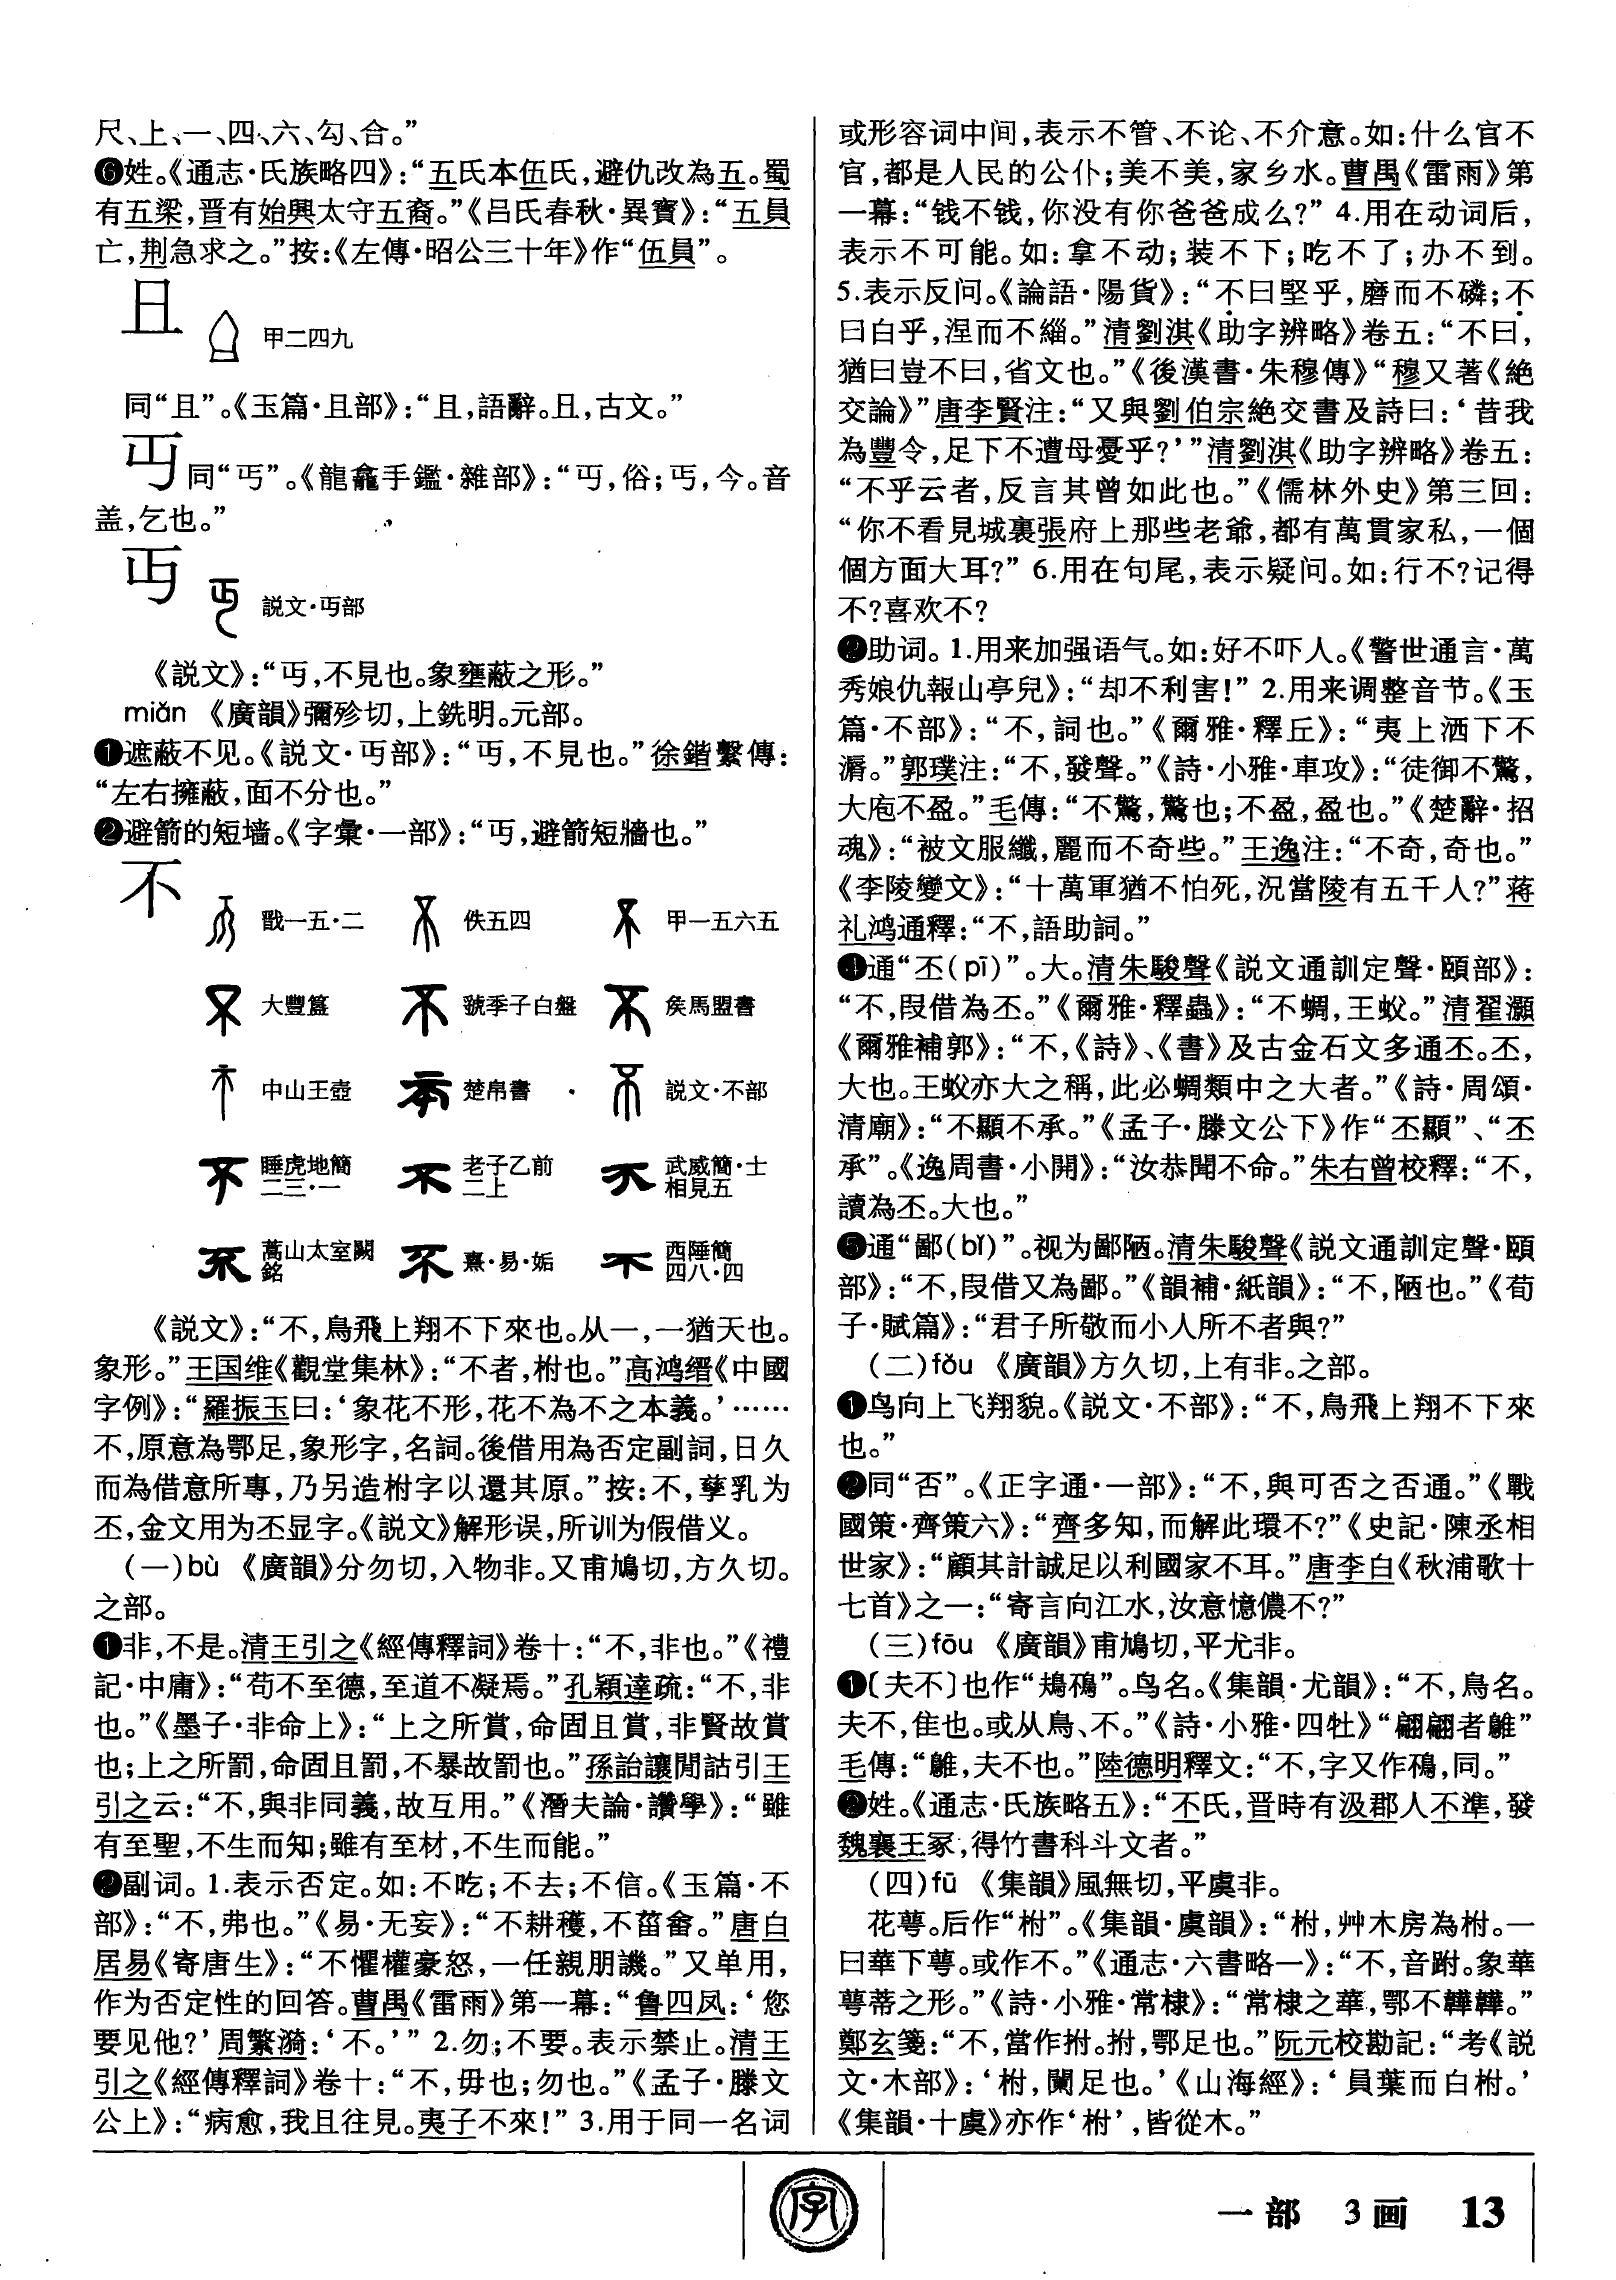 尺、上、一、四、六、勾、合。”
❻姓。《通志·氏族略四》：“五氏本伍氏，避仇改為五。蜀
有五梁，晋有始興太守五裔。”《吕氏春秋·異寳》：“五員
亡，荆急求之。”按：《左傳·昭公三十年》作“伍員”。
甲二四九
同“且”。《玉篇·且部》：“且，語辭。，古文。”
同“丐”。《龍龕手鑑·雜部》：“丏，俗；丐，今。音
盖，乞也。”
丏
説文·丏部
《説文》：“丏，不見也。象壅蔽之形。”
miǎn 《廣韻》彌殄切，上銑明。元部。
❶遮蔽不见。《説文·丏部》：“丏，不見也。”徐鍇繫傳：
“左右擁蔽，面不分也。”
❷避箭的短墙。《字彙·一部》：“丏，避箭短牆也。”
不
戩一五·二 佚五四 甲一五六五
大豐簋 虢季子白盤 矦馬盟書
中山王壺 楚帛書 説文·不部
睡虎地簡二三·一 老子乙前二上 武威簡·士相見五
嵩山太室闕銘 熹·易·姤 西陲簡四八·四
《説文》：“不，鳥飛上翔不下來也。从一，一猶天也。
象形。”王国维《觀堂集林》：“不者，柎也。”高鸿缙《中國
字例》：“羅振玉曰：‘象花不形，花不為不之本義。’……
不，原意為鄂足，象形字，名詞。後借用為否定副詞，日久
而為借意所專，乃另造柎字以還其原。”按：不，孳乳为
丕，金文用为丕显字。《説文》解形误，所训为假借义。
(一)bù 《廣韻》分勿切，入物非。又甫鳩切，方久切。
之部。
❶非，不是。清王引之《經傳釋詞》卷十：“不，非也。”《禮
記·中庸》：“苟不至德，至道不凝焉。”孔穎達疏：“不，非
也。”《墨子·非命上》：“上之所賞，命固且賞，非賢故賞
也；上之所罰，命固且罰，不暴故罰也。”孫詒讓閒詁引王
引之云：“不，與非同義，故互用。”《潛夫論·讚學》：“雖
有至聖，不生而知；雖有至材，不生而能。”
❷副词。1.表示否定。如：不吃；不去；不信。《玉篇·不
部》：“不，弗也。”《易·无妄》：“不耕穫，不菑畬。”唐白
居易《寄唐生》：“不懼權豪怒，一任親朋譏。”又单用，
作为否定性的回答。曹禺《雷雨》第一幕：“鲁四凤：‘您
要见他？’周繁漪：‘不。’” 2.勿；不要。表示禁止。清王
引之《經傳釋詞》卷十：“不，毋也；勿也。”《孟子·滕文
公上》：“病愈，我且往見。夷子不來！” 3.用于同一名词
或形容词中间，表示不管、不论、不介意。如：什么官不
官，都是人民的公仆；美不美，家乡水。曹禺《雷雨》第
一幕：“钱不钱，你没有你爸爸成么？” 4.用在动词后，
表示不可能。如：拿不动；装不下；吃不了；办不到。
5.表示反问。《論語·陽貨》：“不曰堅乎，磨而不磷；不
曰白乎，涅而不緇。”清劉淇《助字辨略》卷五：“不曰，
猶曰豈不曰，省文也。”《後漢書·朱穆傳》“穆又著《絶
交論》”唐李賢注：“又與劉伯宗絶交書及詩曰：‘昔我
為豐令，足下不遭母憂乎？’”清劉淇《助字辨略》卷五：
“不乎云者，反言其曾如此也。”《儒林外史》第三回：
“你不看見城裏張府上那些老爺，都有萬貫家私，一個
個方面大耳？” 6.用在句尾，表示疑问。如：行不？记得
不？喜欢不？
❷助词。1.用来加强语气。如：好不吓人。《警世通言·萬
秀娘仇報山亭兒》：“却不利害！” 2.用来调整音节。《玉
篇·不部》：“不，詞也。”《爾雅·釋丘》：“夷上洒下不
漘。”郭璞注：“不，發聲。”《詩·小雅·車攻》：“徒御不驚，
大庖不盈。”毛傳：“不驚，驚也；不盈，盈也。”《楚辭·招
魂》：“被文服纖，麗而不奇些。”王逸注：“不奇，奇也。”
《李陵變文》：“十萬軍猶不怕死，況當陵有五千人？”蒋
礼鸿通釋：“不，語助詞。”
❹通“丕(pī)”。大。清朱駿聲《説文通訓定聲·頤部》：
“不，叚借為丕。”《爾雅·釋蟲》：“不蜩，王蚥。”清翟灝
《爾雅補郭》：“不，《詩》、《書》及古金石文多通丕。丕，
大也。王蚥亦大之稱，此必蜩類中之大者。”《詩·周頌·
清廟》：“不顯不承。”《孟子·滕文公下》作“丕顯”、“丕
承”。《逸周書·小開》：“汝恭聞不命。”朱右曾校釋：“不，
讀為丕。大也。”
❺通“鄙(bǐ)”。视为鄙陋。清朱駿聲《説文通訓定聲·頤
部》：“不，叚借又為鄙。”《韻補·紙韻》：“不，陋也。”《荀
子·賦篇》：“君子所敬而小人所不者與？”
(二)fǒu 《廣韻》方久切，上有非。之部。
❶鸟向上飞翔貌。《説文·不部》：“不，鳥飛上翔不下來
也。”
❷同“否”。《正字通·一部》：“不，與可否之否通。”《戰
國策·齊策六》：“齊多知，而解此環不？”《史記·陳丞相
世家》：“顧其計誠足以利國家不耳。”唐李白《秋浦歌十
七首》之一：“寄言向江水，汝意憶儂不？”
(三)fōu 《廣韻》甫鳩切，平尤非。
❶〔夫不〕也作“鳺鴀”。鸟名。《集韻·尤韻》：“不，鳥名。
夫不，隹也。或从鳥、不。”《詩·小雅·四牡》“翩翩者鵻”
毛傳：“鵻，夫不也。”陸德明釋文：“不，字又作鴀，同。”
❷姓。《通志·氏族略五》：“不氏，晋時有汲郡人不準，發
魏襄王冢，得竹書科斗文者。”
(四)fū 《集韻》風無切，平虞非。
花萼。后作“柎”。《集韻·虞韻》：“柎，艸木房為柎。一
曰華下萼。或作不。”《通志·六書略一》：“不，音跗。象華
萼蒂之形。”《詩·小雅·常棣》：“常棣之華，鄂不韡韡。”
鄭玄箋：“不，當作拊。拊，鄂足也。”阮元校勘記：“考《説
文·木部》：‘柎，闌足也。’《山海經》：‘員葉而白柎。’
《集韻·十虞》亦作‘柎’，皆從木。”
字
一部 3画 13